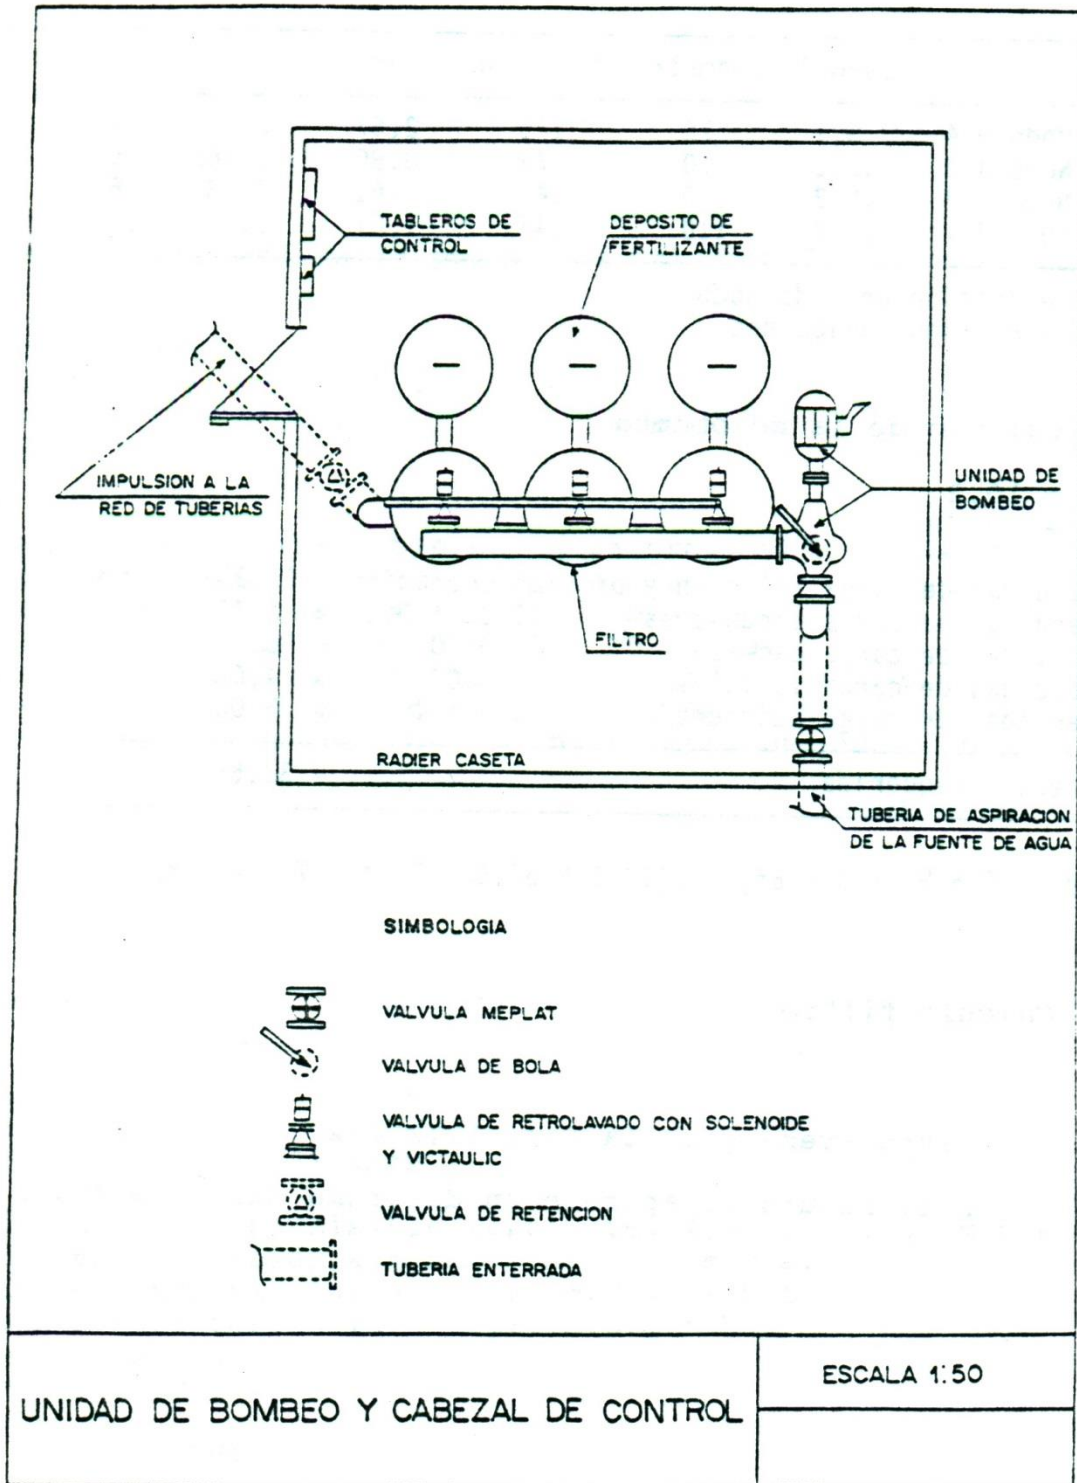 TABLEROS DE
CONTROL
DEPOSITO DE
FERTILIZANTE
IMPULSION A LA
RED DE TUBERIAS
UNIDAD DE
BOMBEO
FILTRO
RADIER CASETA
TUBERIA DE ASPIRACION
DE LA FUENTE DE AGUA
SIMBOLOGIA
VALVULA MEPLAT
VALVULA DE BOLA
VALVULA DE RETROLAVADO CON SOLENOIDE
Y VICTAULIC
VALVULA DE RETENCION
TUBERIA ENTERRADA
UNIDAD DE BOMBEO Y CABEZAL DE CONTROL
ESCALA 1:50